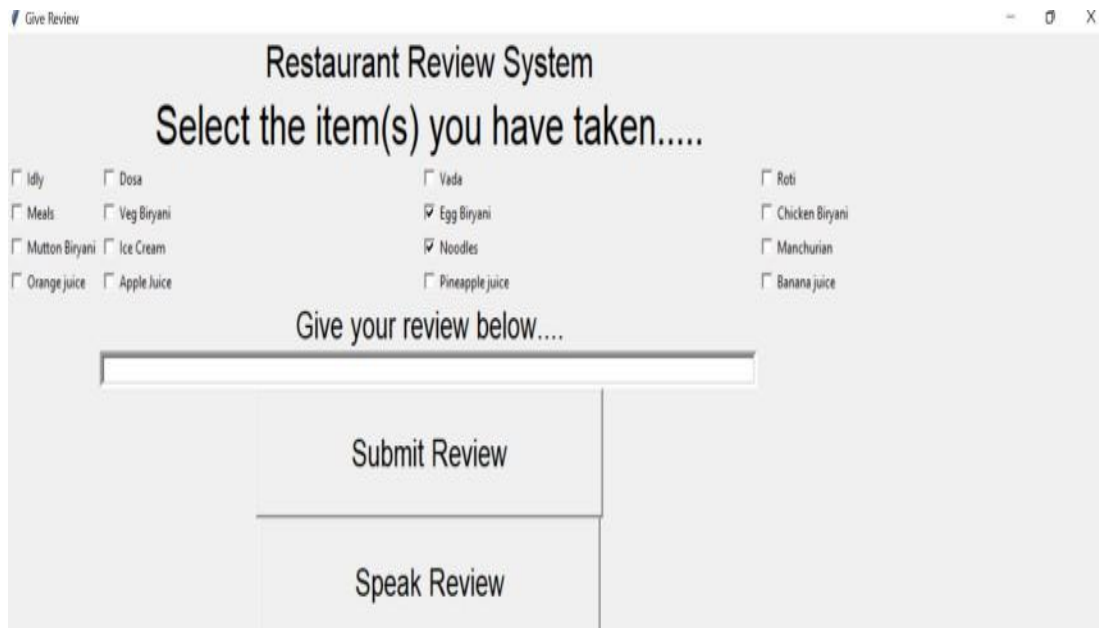 Give Review
Restaurant Review System
Select the item(s) you have taken.....
Idly Dosa Vada Roti
Meals Veg Biryani Egg Biryani Chicken Biryani
Mutton Biryani Ice Cream Noodles Manchurian
Orange juice Apple Juice Pineapple juice Banana juice
Give your review below....
Submit Review
Speak Review